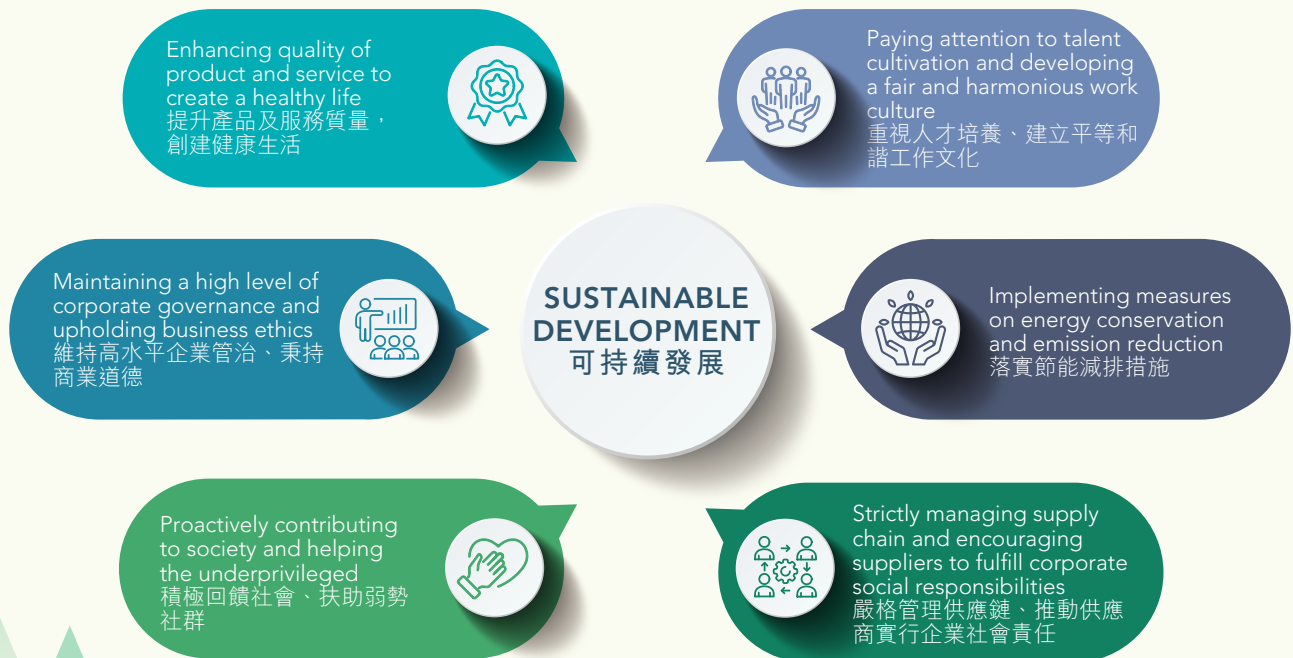 Enhancing quality of
product and service to
create a healthy life
提升產品及服務質量，
創建健康生活
Paying attention to talent
cultivation and developing
a fair and harmonious work
culture
重視人才培養、建立平等和
諧工作文化
Maintaining a high level of
corporate governance and
upholding business ethics
維持高水平企業管治、秉持
商業道德
SUSTAINABLE
DEVELOPMENT
可持續發展
Implementing measures
on energy conservation
and emission reduction
落實節能減排措施
Proactively contributing
to society and helping
the underprivileged
積極回饋社會、扶助弱勢
社群
Strictly managing supply
chain and encouraging
suppliers to fulfill corporate
social responsibilities
嚴格管理供應鏈、推動供應
商實行企業社會責任